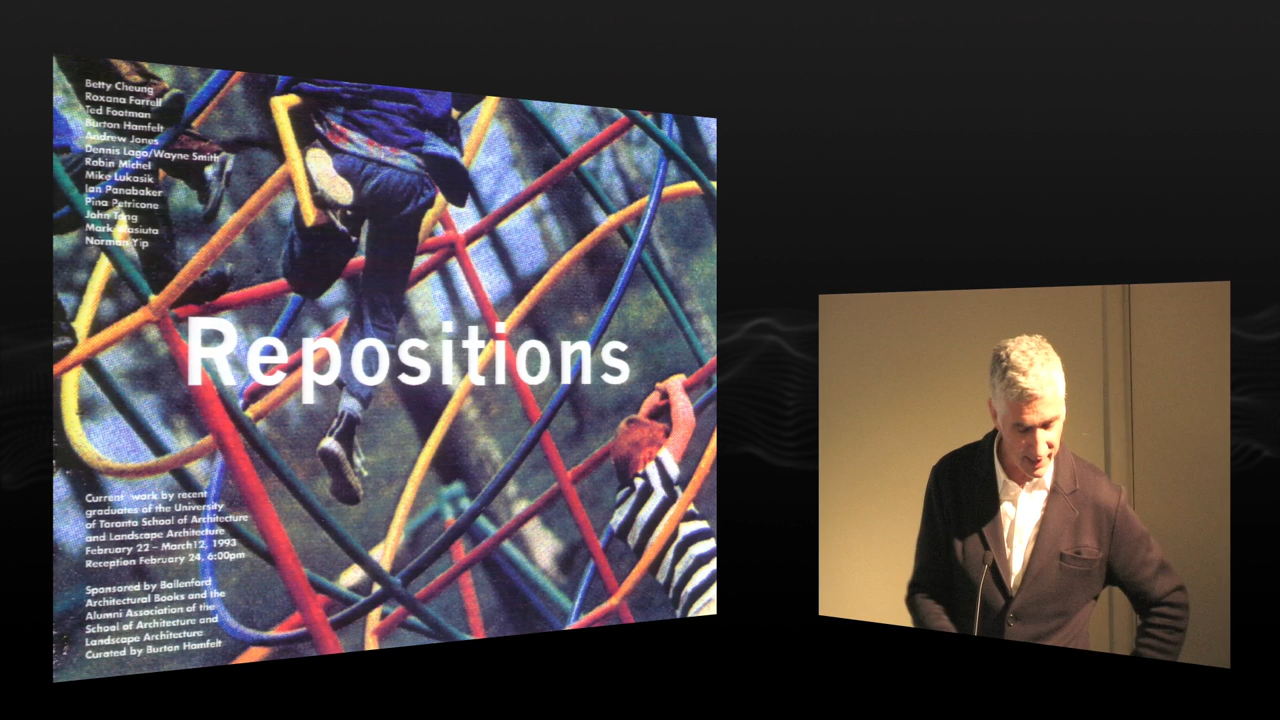 Betty Cheung
Roxana Farrell
Ted Footman
Burton Hamfelt
Andrew Jones
Dennis Lago/Wayne Smith
Robin Michel
Mike Lukasik
Ian Panabaker
Pina Petricone
John Tong
Mark
Norman Yip
Repositions
Current work by recent
graduates of the University
of Toronto School of Architecture
and Landscape Architecture
February 22 – March12, 1993
Reception February 24, 6:00pm
Sponsored by Ballenford
Architectural Books and the
Alumni Association of the
School of Architecture and
Landscape Architecture
Curated by Burton Hamfelt